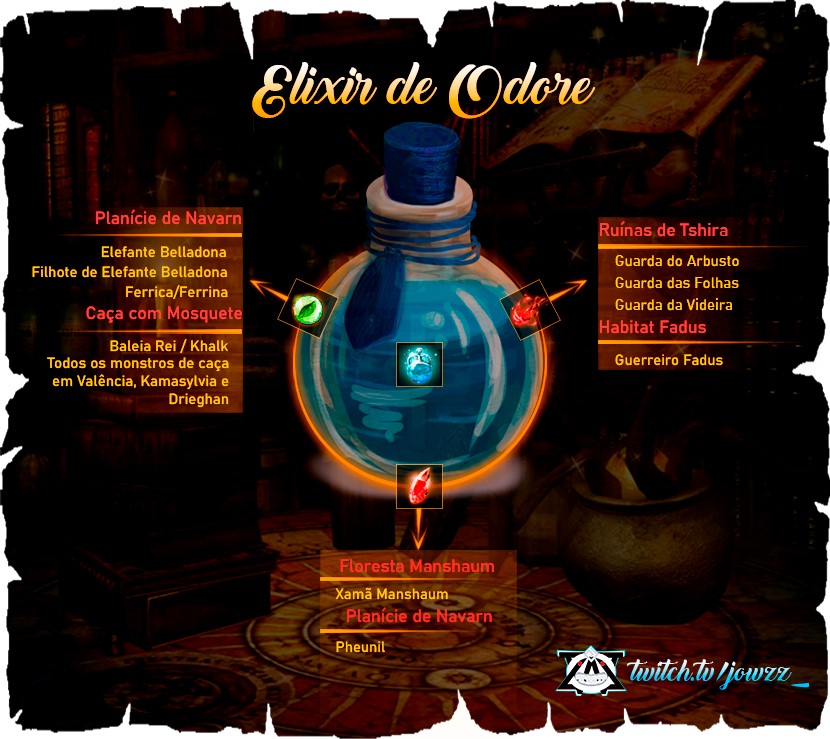 Elixir de Odore
Planície de Navarn
Elefante Belladona
Filhote de Elefante Belladona
Ferrica/Ferrina
Caça com Mosquete
Baleia Rei / Khalk
Todos os monstros de caça
em Valência, Kamasylvia e
Drieghan
Ruínas de Tshira
Guarda do Arbusto
Guarda das Folhas
Guarda da Videira
Habitat Fadus
Guerreiro Fadus
Floresta Manshaum
Xamã Manshaum
Planície de Navarn
Pheunil
twitch.tv/jowzz_